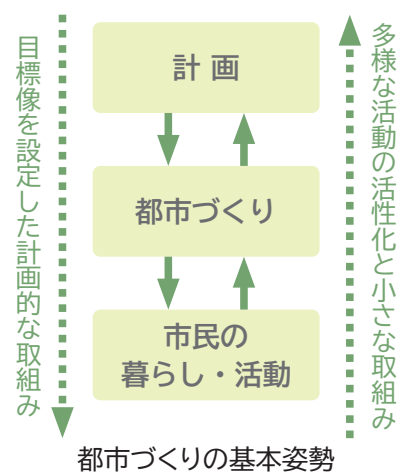 目標像を設定した計画的な取組み
計 画
都市づくり
市民の
暮らし・活動
多様な活動の活性化と小さな取組み
都市づくりの基本姿勢